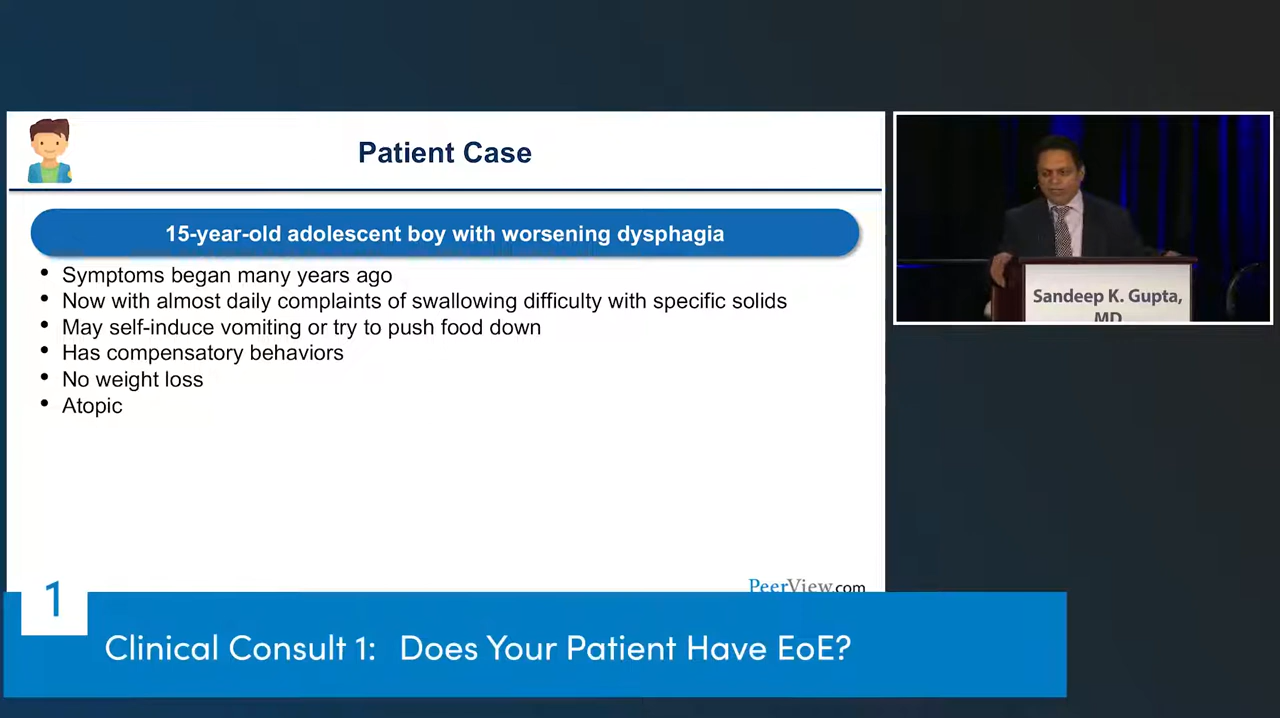 Patient Case
15-year-old adolescent boy with worsening dysphagia
• Symptoms began many years ago
• Now with almost daily complaints of swallowing difficulty with specific solids
• May self-induce vomiting or try to push food down
• Has compensatory behaviors
• No weight loss
• Atopic
PeerView.com
Sandeep K. Gupta,
MD
1
Clinical Consult 1: Does Your Patient Have EoE?